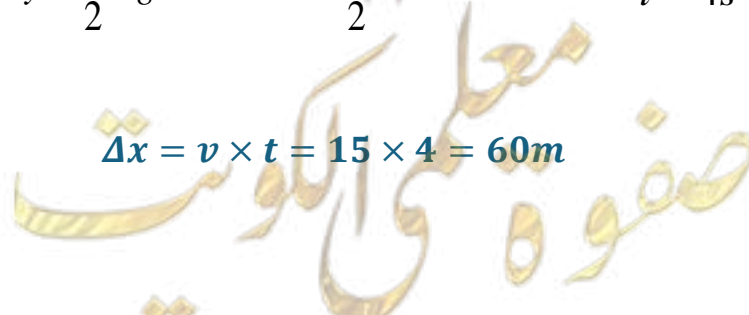 2 2
Δx = v × t = 15 × 4 = 60m
صفوة معلمي الكويت